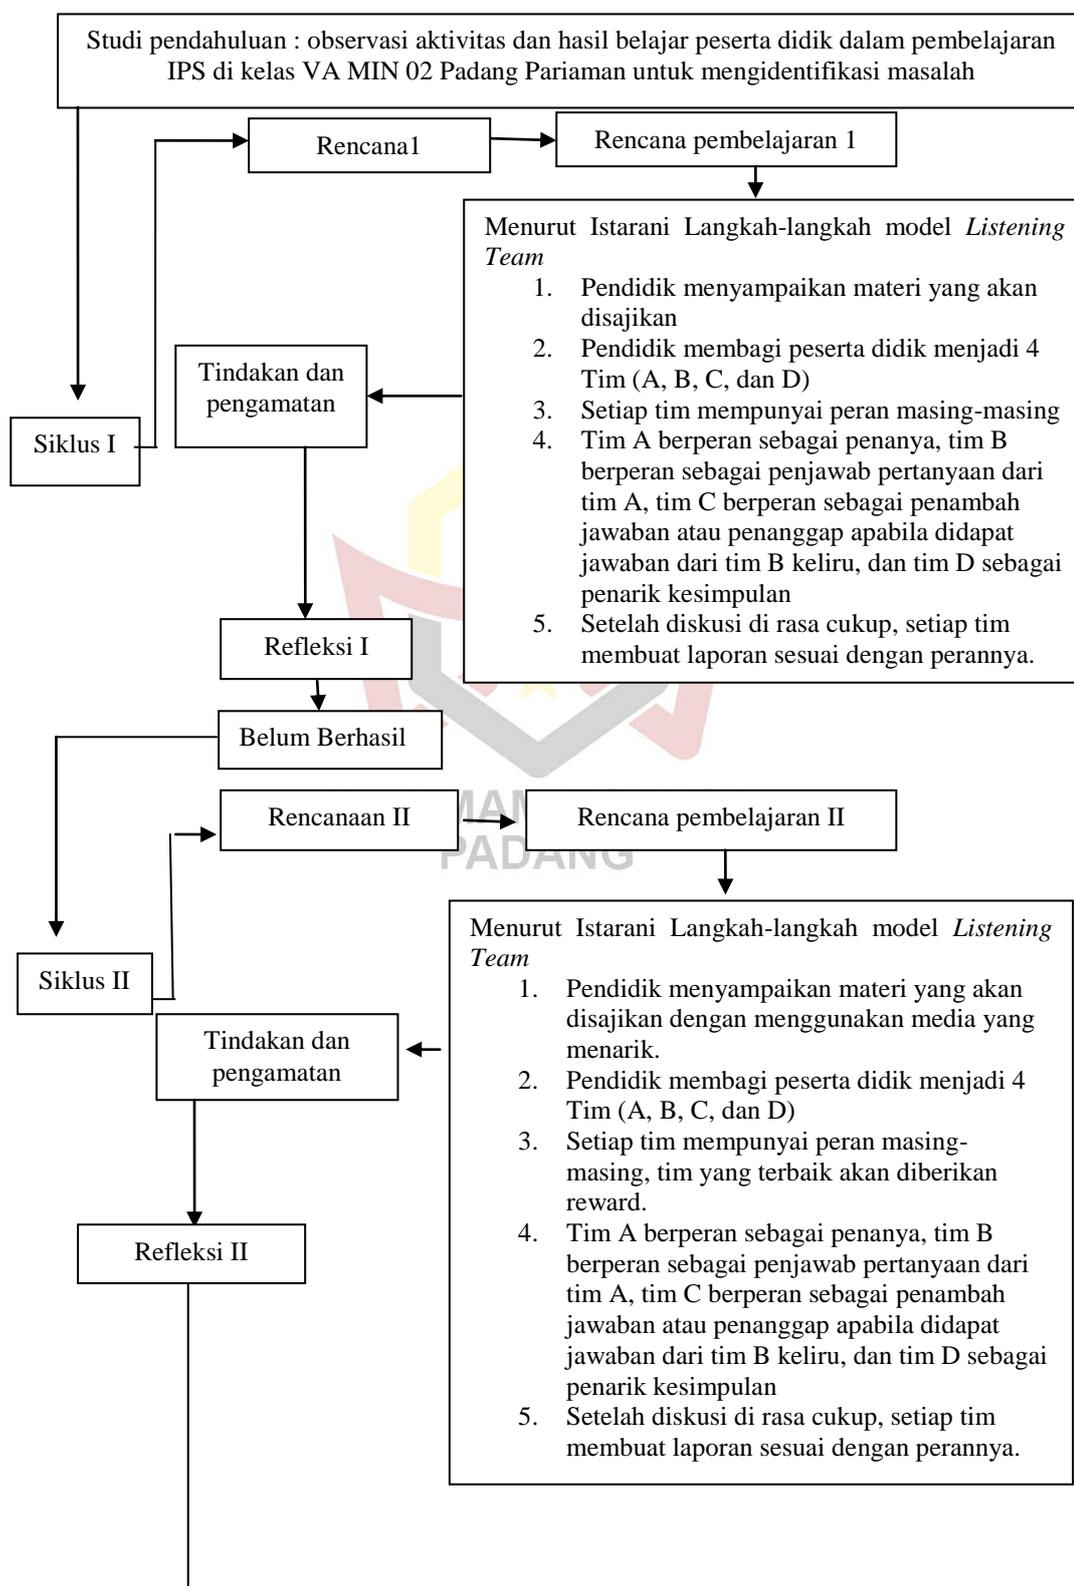 Studi pendahuluan : observasi aktivitas dan hasil belajar peserta didik dalam pembelajaran
IPS di kelas VA MIN 02 Padang Pariaman untuk mengidentifikasi masalah
Rencana1
Rencana pembelajaran 1
Menurut Istarani Langkah-langkah model Listening
Team
1. Pendidik menyampaikan materi yang akan
disajikan
2. Pendidik membagi peserta didik menjadi 4
Tim (A, B, C, dan D)
3. Setiap tim mempunyai peran masing-masing
4. Tim A berperan sebagai penanya, tim B
berperan sebagai penjawab pertanyaan dari
tim A, tim C berperan sebagai penambah
jawaban atau penanggap apabila didapat
jawaban dari tim B keliru, dan tim D sebagai
penarik kesimpulan
5. Setelah diskusi di rasa cukup, setiap tim
membuat laporan sesuai dengan perannya.
Tindakan dan
pengamatan
Siklus I
Refleksi I
Belum Berhasil
Rencanaan II
Rencana pembelajaran II
PADANG
Menurut Istarani Langkah-langkah model Listening
Team
1. Pendidik menyampaikan materi yang akan
disajikan dengan menggunakan media yang
menarik.
2. Pendidik membagi peserta didik menjadi 4
Tim (A, B, C, dan D)
3. Setiap tim mempunyai peran masing-
masing, tim yang terbaik akan diberikan
reward.
4. Tim A berperan sebagai penanya, tim B
berperan sebagai penjawab pertanyaan dari
tim A, tim C berperan sebagai penambah
jawaban atau penanggap apabila didapat
jawaban dari tim B keliru, dan tim D sebagai
penarik kesimpulan
5. Setelah diskusi di rasa cukup, setiap tim
membuat laporan sesuai dengan perannya.
Siklus II
Tindakan dan
pengamatan
Refleksi II